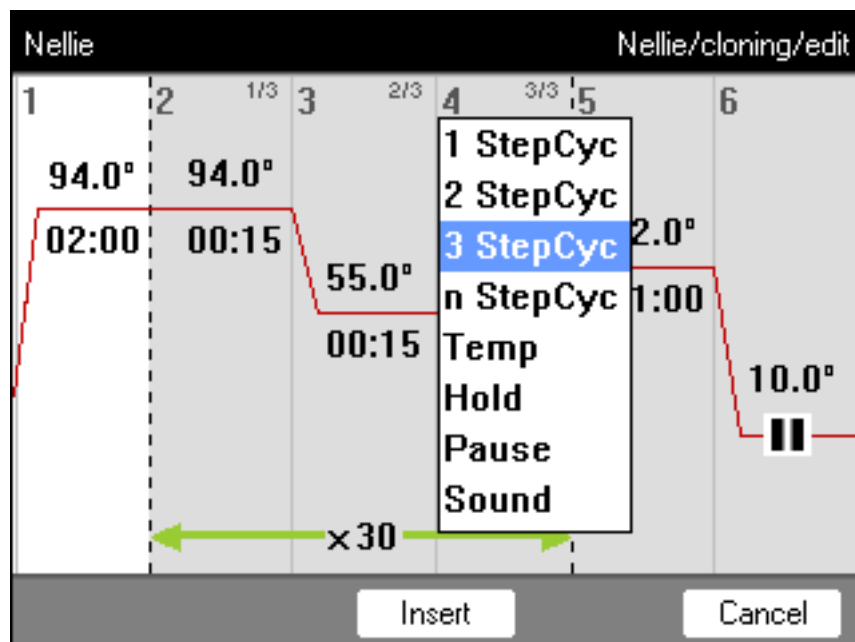 Nellie Nellie/cloning/edit
1 2 1/3 3 2/3 4 3/3 5 6
94.0° 94.0°
02:00 00:15
55.0°
00:15
1 StepCyc
2 StepCyc
3 StepCyc
n StepCyc
Temp
Hold
Pause
Sound
2.0°
1:00
10.0°
×30
Insert Cancel